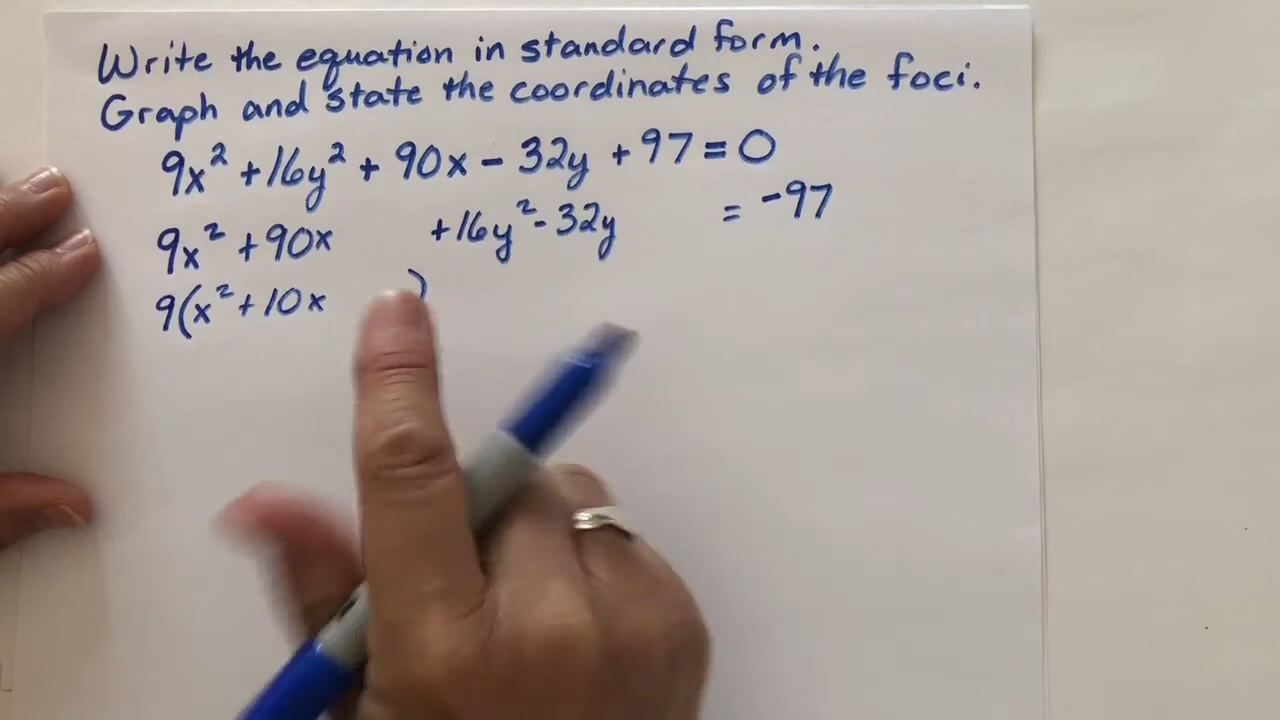 Write the equation in standard form.
Graph and state the coordinates of the foci.
9x² + 16y² + 90x - 32y + 97 = 0
9x² + 90x + 16y² - 32y = -97
9(x² + 10x )